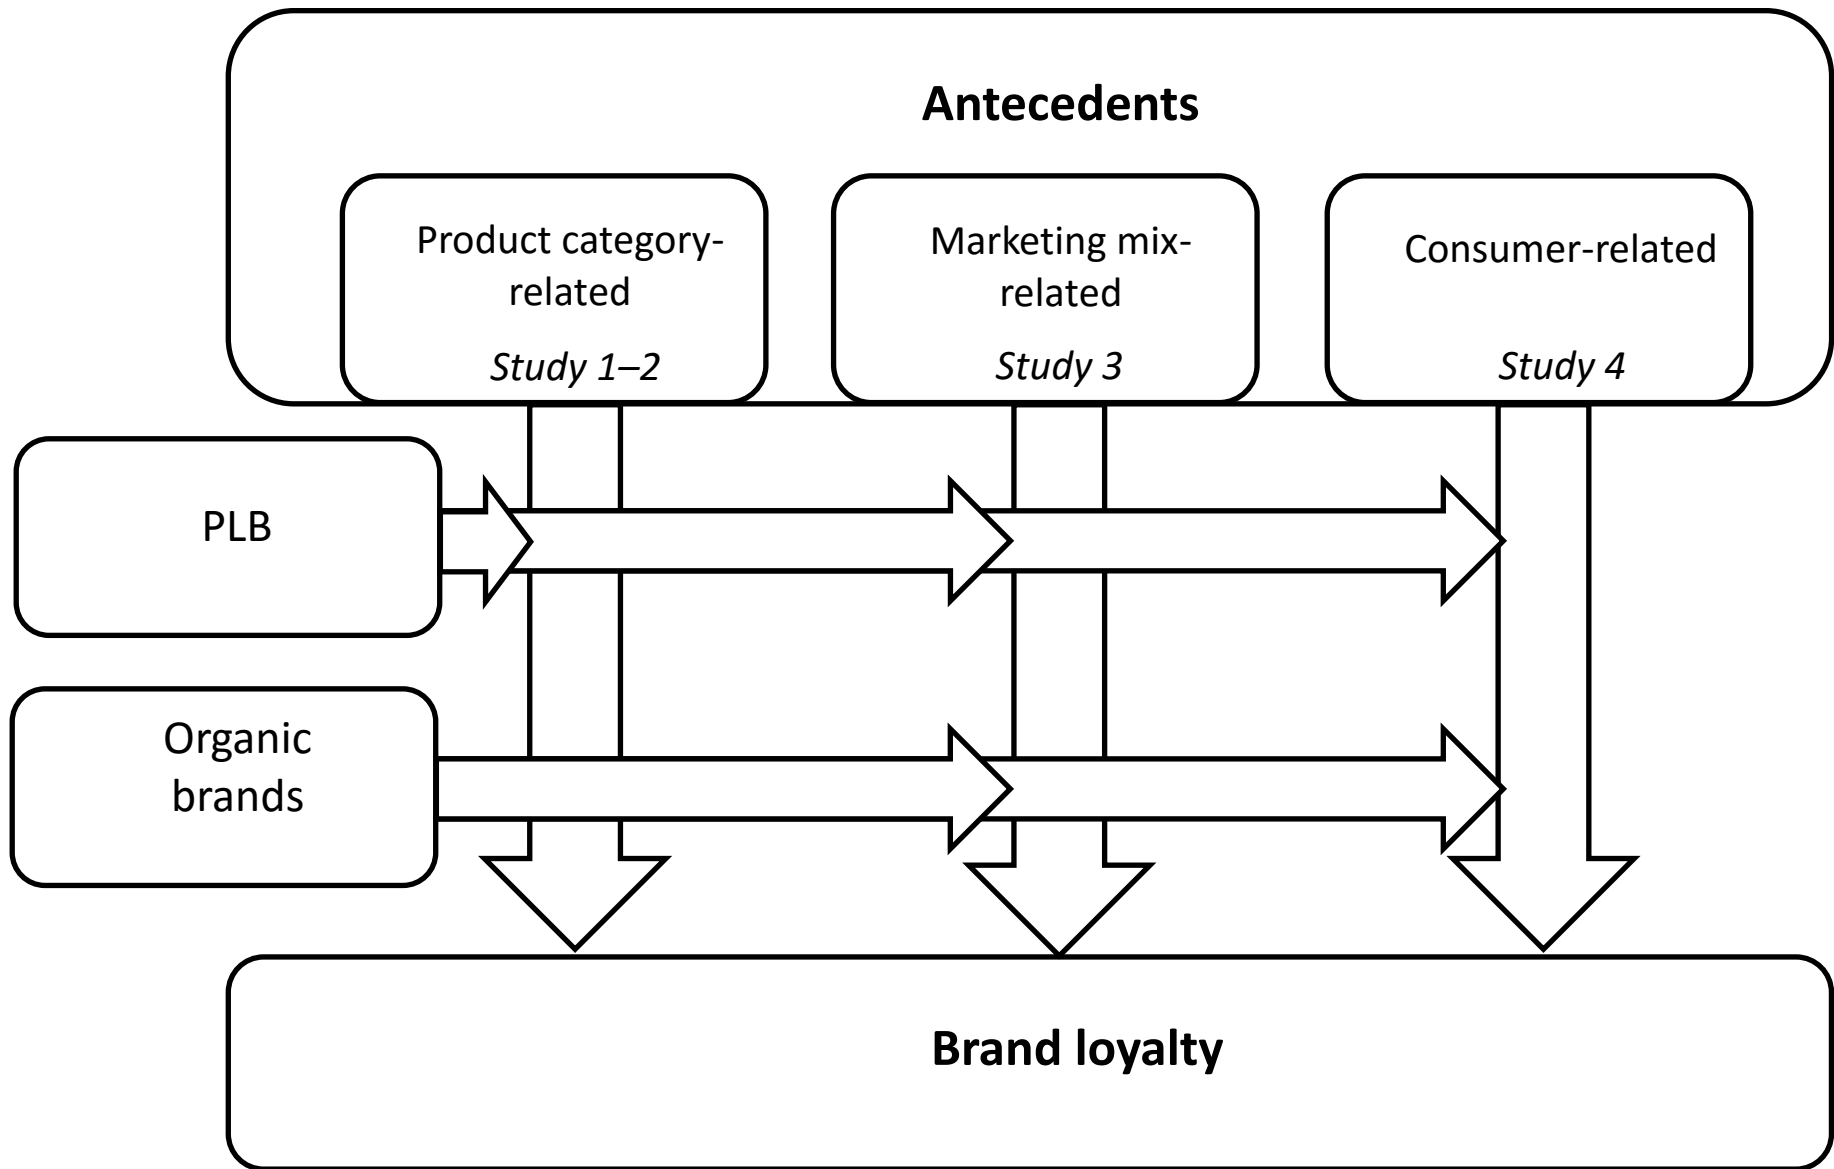 Antecedents
Product category-
related
Study 1–2
Marketing mix-
related
Study 3
Consumer-related
Study 4
PLB
Organic
brands
Brand loyalty